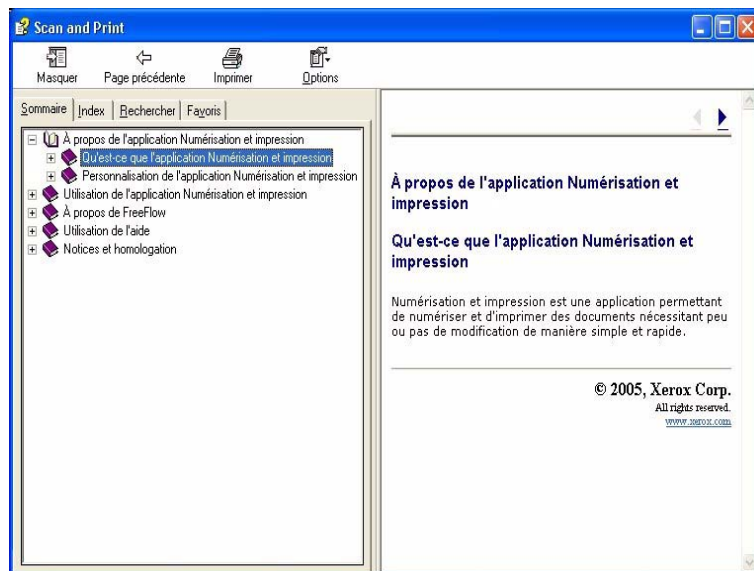 Scan and Print
Masquer Page précédente Imprimer Options
Sommaire Index Rechercher Favoris
À propos de l'application Numérisation et impression
Qu'est-ce que l'application Numérisation et impression
Personnalisation de l'application Numérisation et impression
Utilisation de l'application Numérisation et impression
À propos de FreeFlow
Utilisation de l'aide
Notices et homologation
À propos de l'application Numérisation et
impression
Qu'est-ce que l'application Numérisation et
impression
Numérisation et impression est une application permettant
de numériser et d'imprimer des documents nécessitant peu
ou pas de modification de manière simple et rapide.
© 2005, Xerox Corp.
All rights reserved.
www.xerox.com